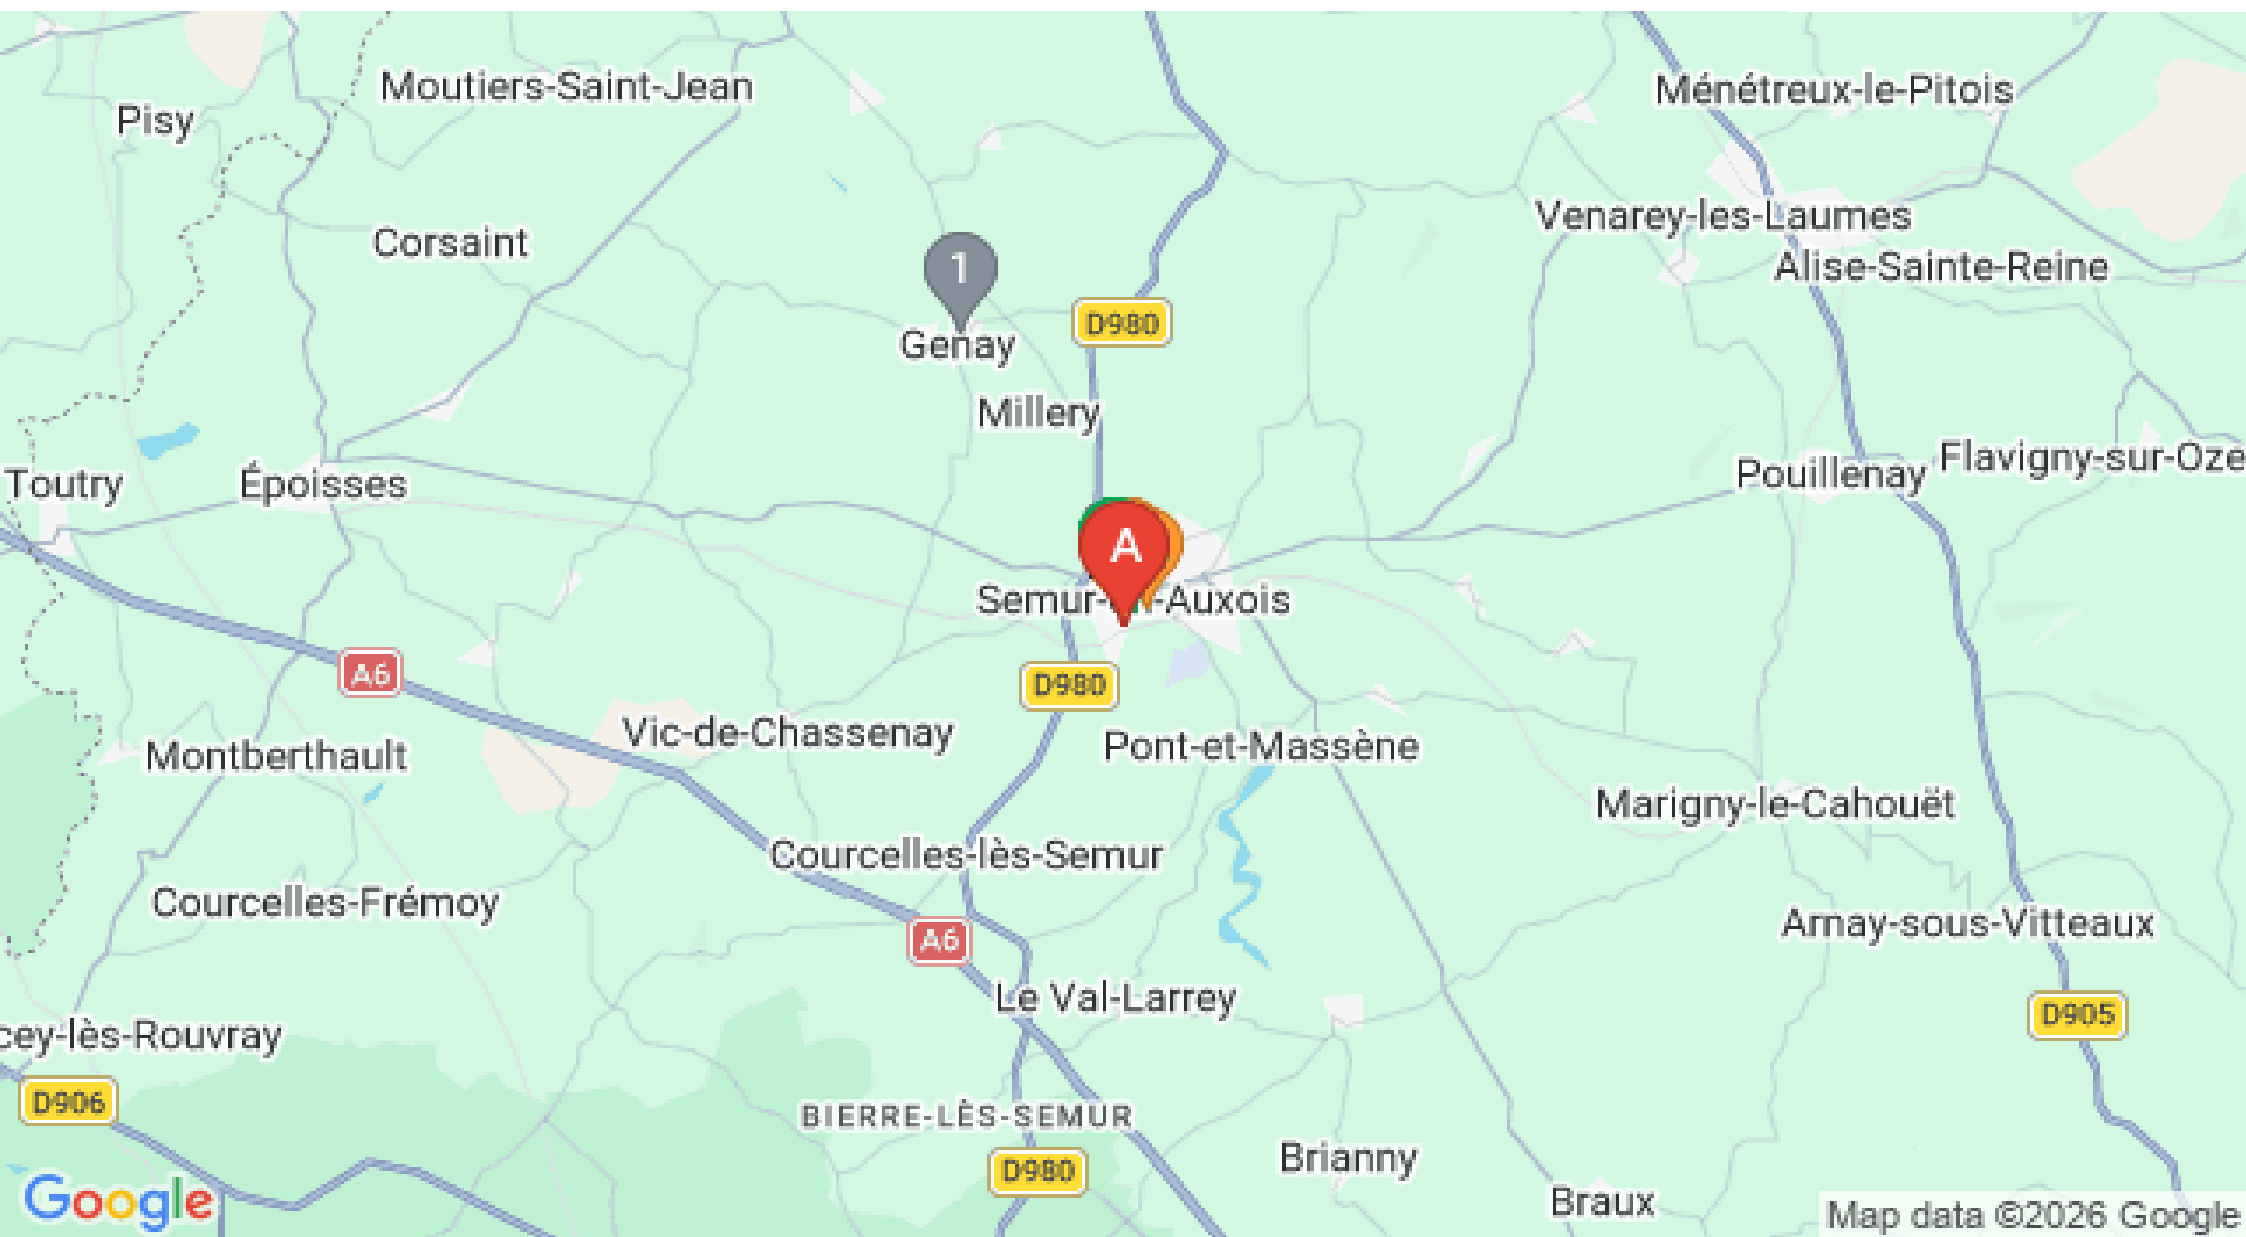 Moutiers-Saint-Jean
Ménétreux-le-Pitois
Pisy
Venarey-les-Laumes
Corsaint
Alise-Sainte-Reine
1
D980
Genay
Millery
Flavigny-sur-Oze
Pouillenay
Toutry
Époisses
A
Semur-
-Auxois
A6
D980
Vic-de-Chassenay
Pont-et-Massène
Montberthault
Marigny-le-Cahouët
Courcelles-lès-Semur
Courcelles-Frémoy
Arnay-sous-Vitteaux
A6
Le Val-Larrey
D905
cey-lès-Rouvray
D906
BIERRE-LÈS-SEMUR
Brianny
D980
Braux
Google
Map data ©2026 Google